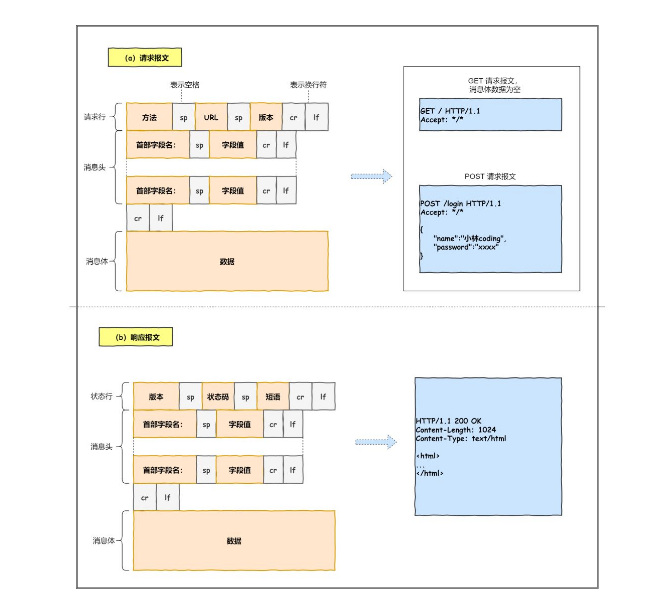 (a) 请求报文
表示空格
表示换行符
请求行
方法 sp URL sp 版本 cr lf
消息头
首部字段名: sp 字段值 cr lf
首部字段名: sp 字段值 cr lf
cr lf
消息体
数据
GET 请求报文,
消息体数据为空
GET / HTTP/1.1
Accept: */*
POST 请求报文
POST /login HTTP/1.1
Accept: */*
{
"name":"小林coding",
"password":"xxxx"
}
(b) 响应报文
状态行
版本 sp 状态码 sp 短语 cr lf
消息头
首部字段名: sp 字段值 cr lf
首部字段名: sp 字段值 cr lf
cr lf
消息体
数据
HTTP/1.1 200 OK
Content-Length: 1024
Content-Type: text/html
<html>
...
</html>